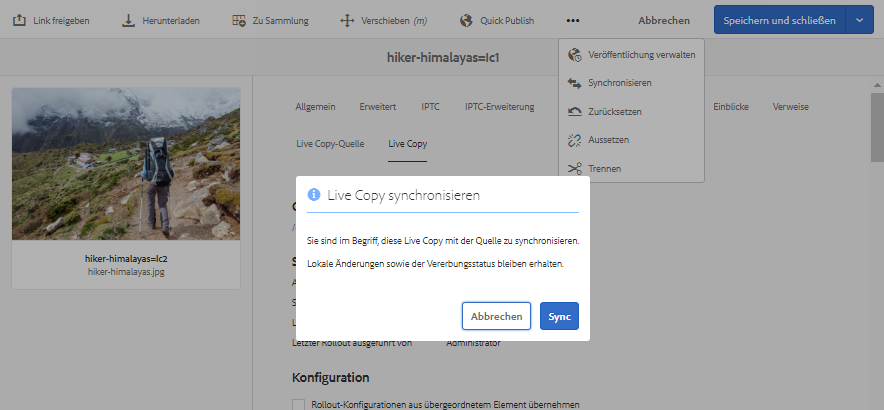 Link freigeben
Herunterladen
Zu Sammlung
Verschieben (m)
Quick Publish
Abbrechen
Speichern und schließen
hiker-himalayas=lc1
Veröffentlichung verwalten
Synchronisieren
Zurücksetzen
Aussetzen
Trennen
Allgemein
Erweitert
IPTC
IPTC-Erweiterung
Einblicke
Verweise
Live Copy-Quelle
Live Copy
hiker-himalayas=lc2
hiker-himalayas.jpg
Live Copy synchronisieren
Sie sind im Begriff, diese Live Copy mit der Quelle zu synchronisieren.
Lokale Änderungen sowie der Vererbungsstatus bleiben erhalten.
Abbrechen
Sync
Letzter Rollout ausgeführt von
Administrator
Konfiguration
Rollout-Konfigurationen aus übergeordnetem Element übernehmen